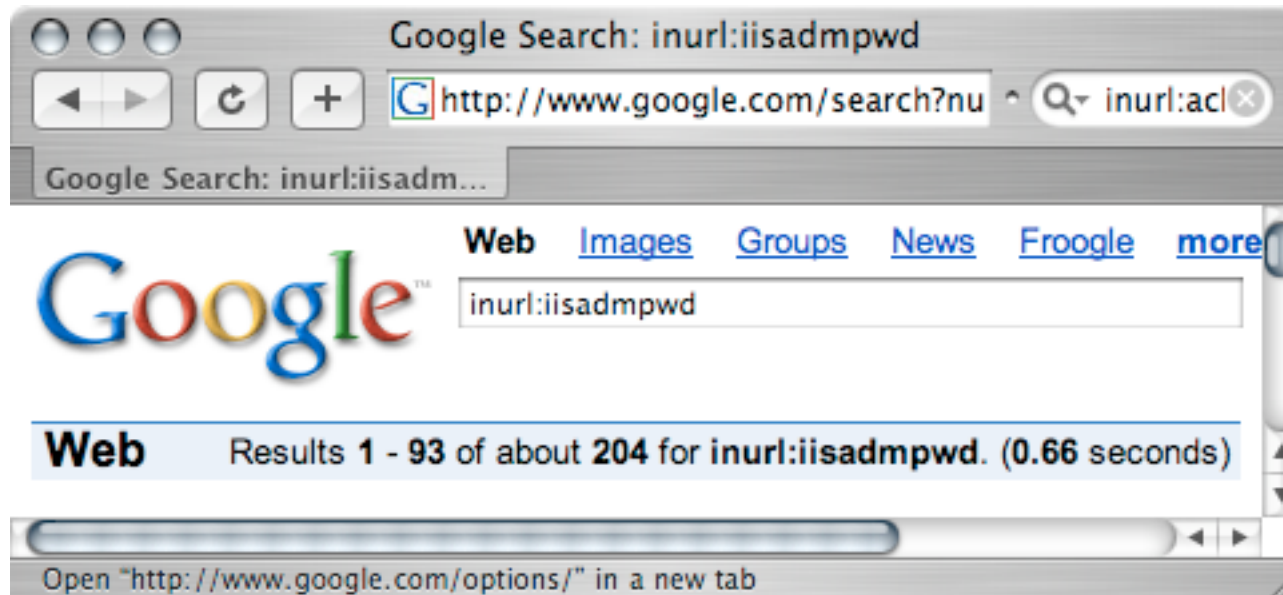 Google Search: inurl:iisadmpwd
http://www.google.com/search?nu inurl:acl
Google Search: inurl:iisadm...
Web Images Groups News Froogle more
Google™
inurl:iisadmpwd
Web Results 1 - 93 of about 204 for inurl:iisadmpwd. (0.66 seconds)
Open "http://www.google.com/options/" in a new tab